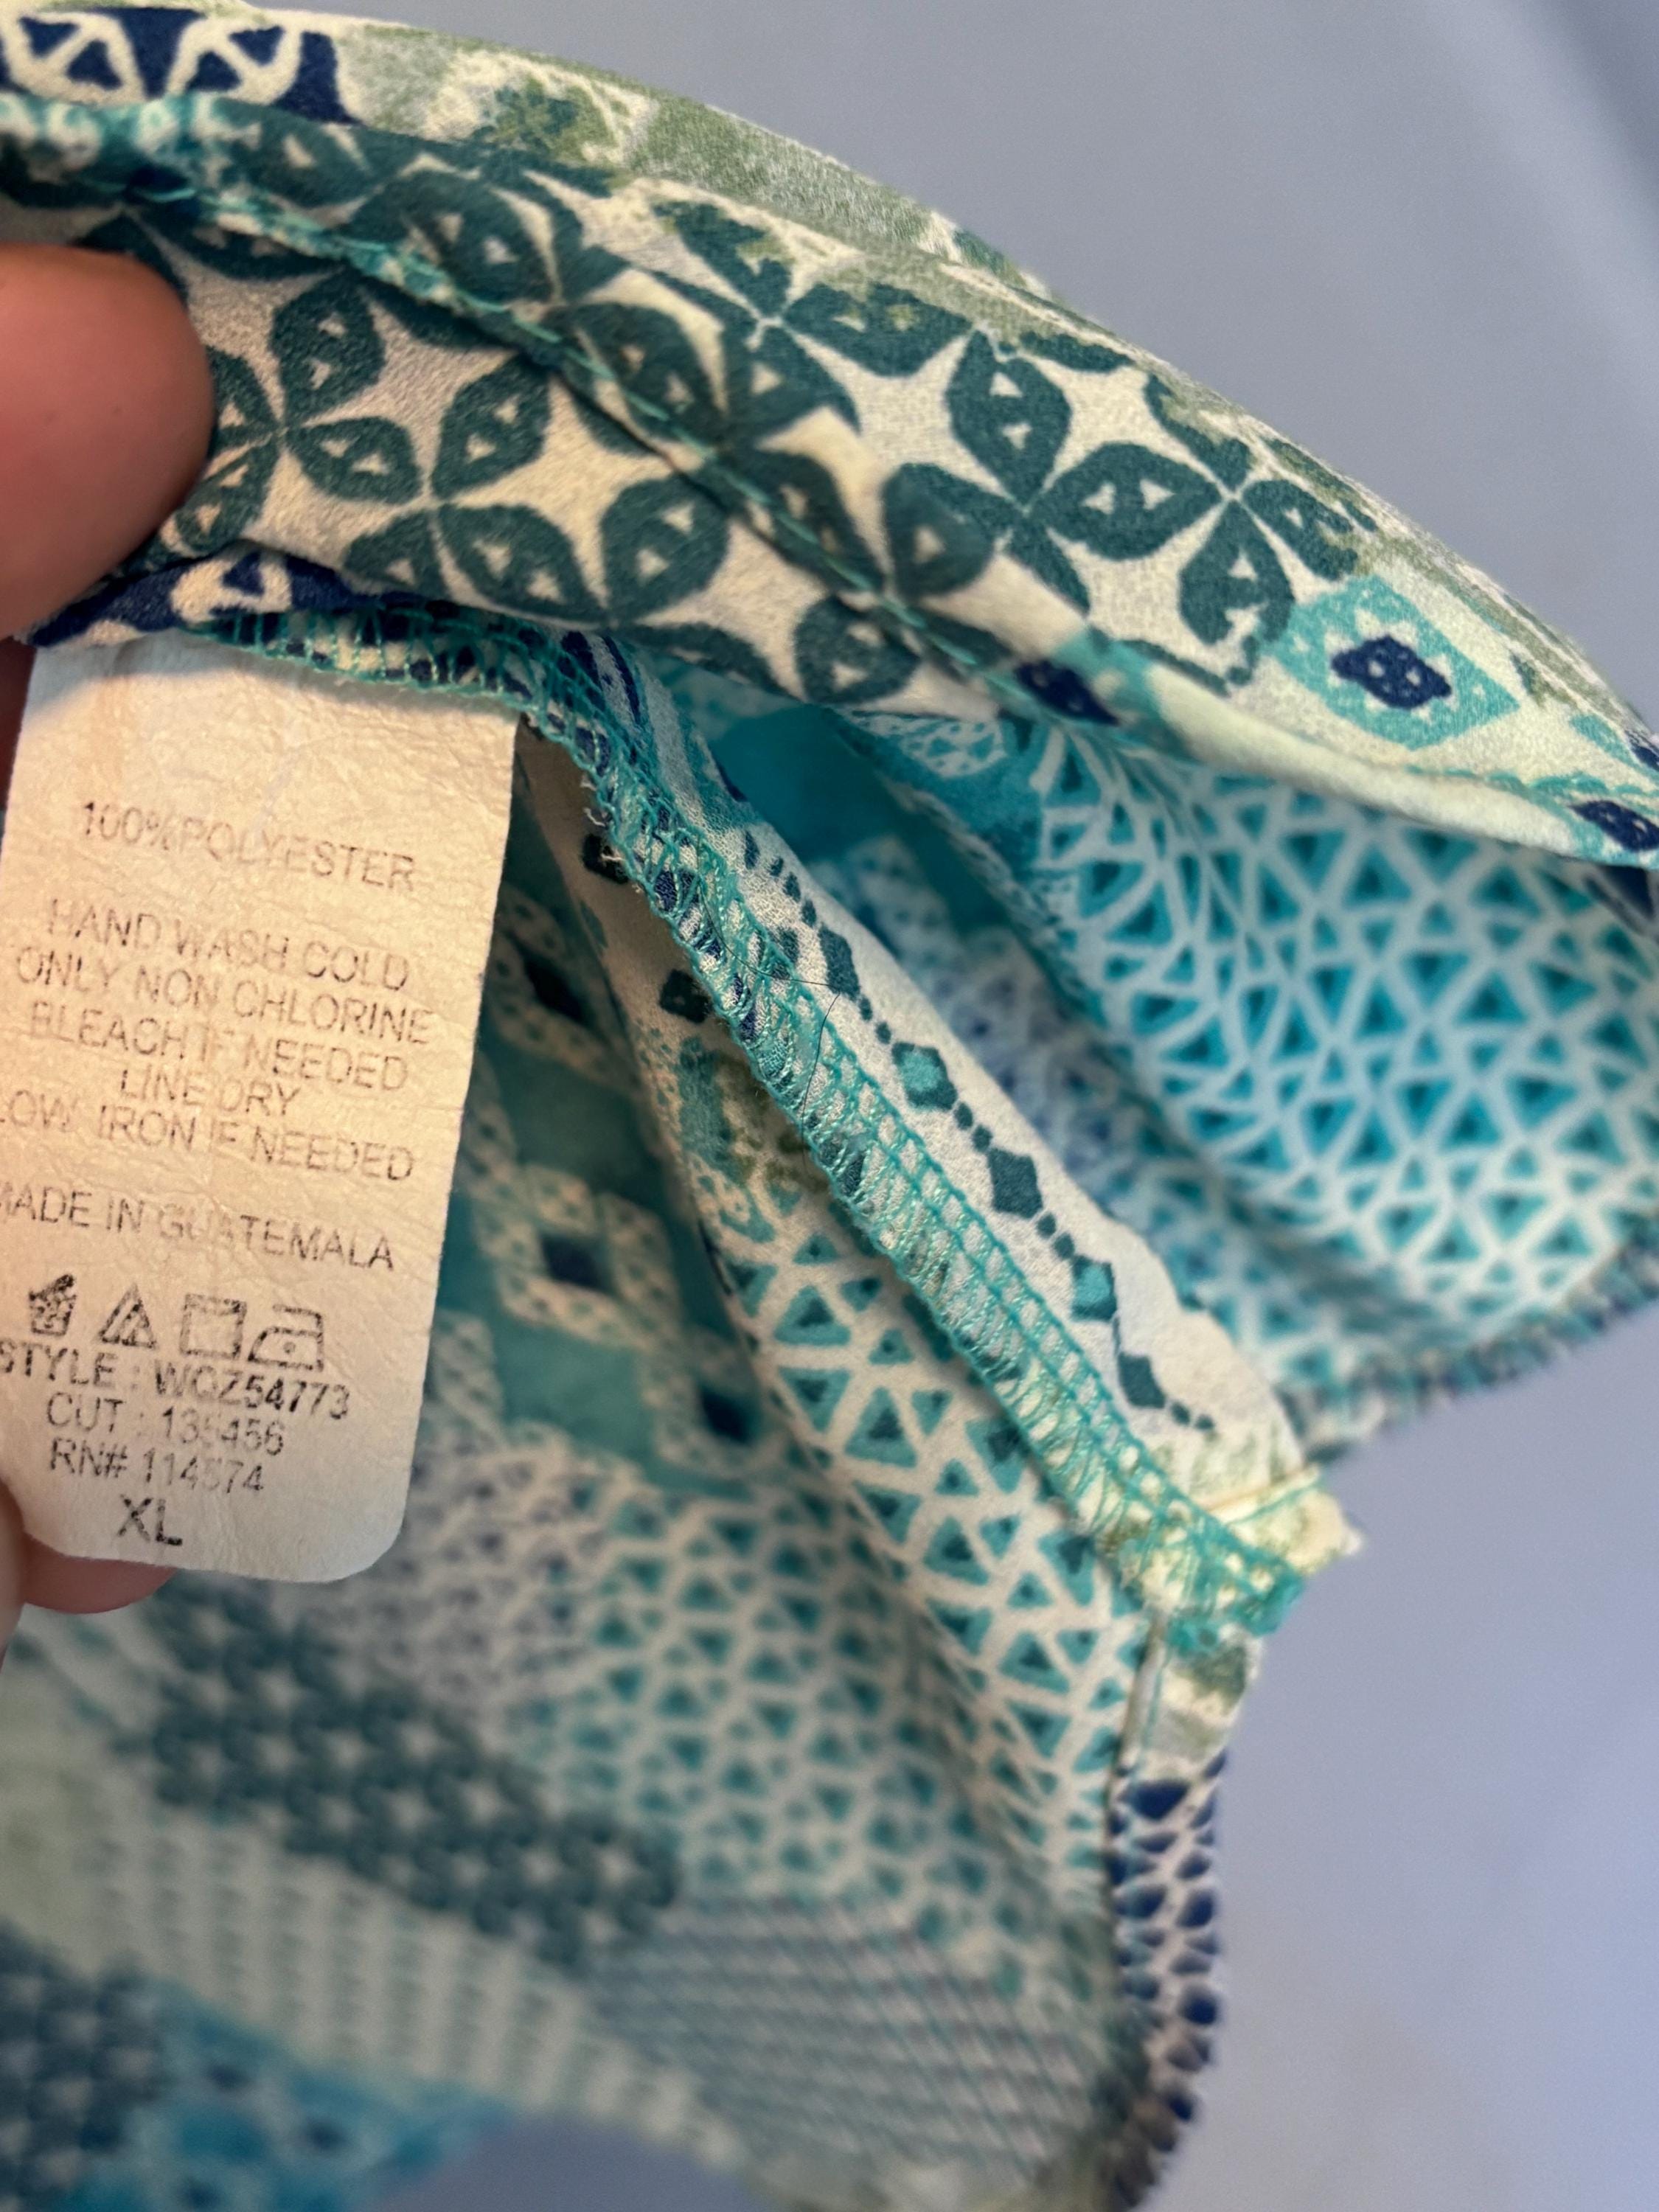 100% POLYESTER
HAND WASH COLD
ONLY NON CHLORINE
BLEACH IF NEEDED
LINE DRY
LOW IRON IF NEEDED
MADE IN GUATEMALA
STYLE : WOZ54773
CUT : 135456
RN# 114574
XL